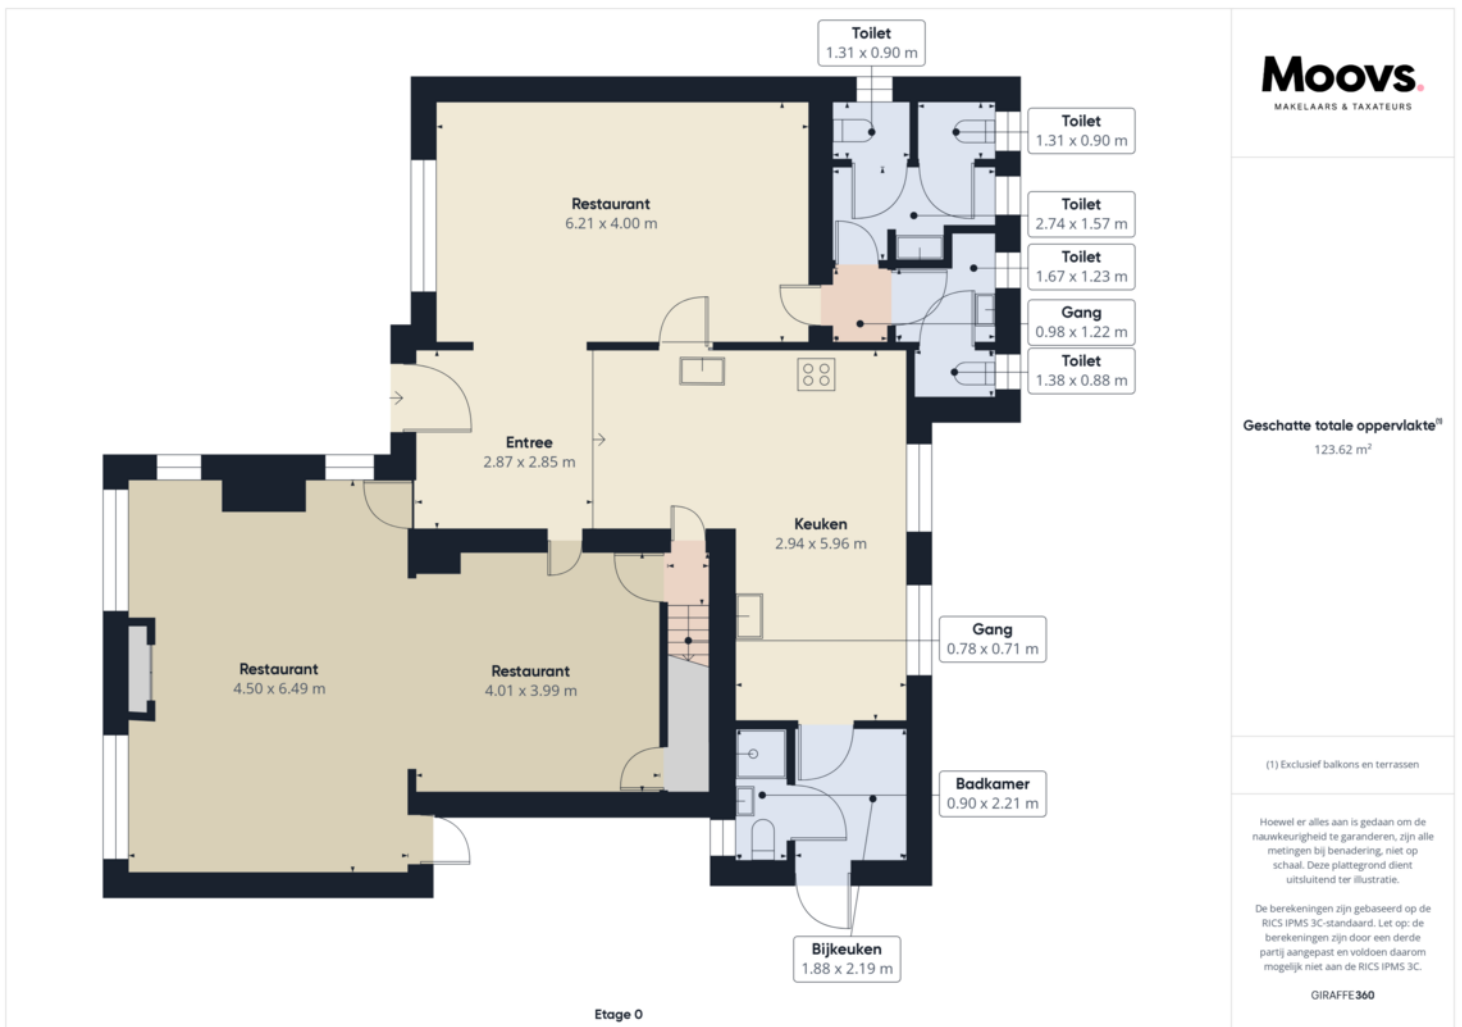 Toilet
1.31 x 0.90 m
Toilet
1.31 x 0.90 m
Restaurant
6.21 x 4.00 m
Toilet
2.74 x 1.57 m
Toilet
1.67 x 1.23 m
Gang
0.98 x 1.22 m
Toilet
1.38 x 0.88 m
Entree
2.87 x 2.85 m
Keuken
2.94 x 5.96 m
Gang
0.78 x 0.71 m
Restaurant
4.50 x 6.49 m
Restaurant
4.01 x 3.99 m
Badkamer
0.90 x 2.21 m
Bijkeuken
1.88 x 2.19 m
Etage 0
Moovs.
MAKELAARS & TAXATEURS
Geschatte totale oppervlakte⁽¹⁾
123.62 m²
(1) Exclusief balkons en terrassen
Hoewel er alles aan is gedaan om de
nauwkeurigheid te garanderen, zijn alle
metingen bij benadering, niet op
schaal. Deze plattegrond dient
uitsluitend ter illustratie.
De berekeningen zijn gebaseerd op de
RICS IPMS 3C-standaard. Let op: de
berekeningen zijn door een derde
partij aangepast en voldoen daarom
mogelijk niet aan de RICS IPMS 3C.
GIRAFFE360